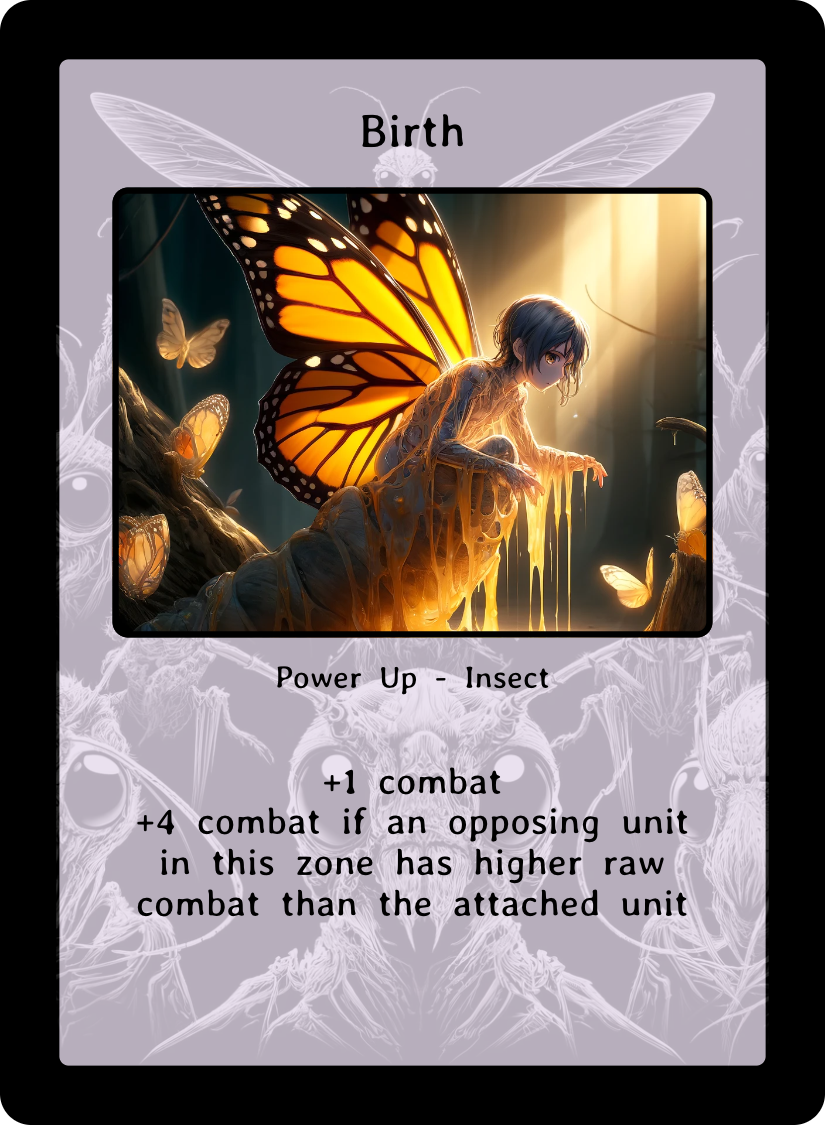 Birth
Power Up - Insect
+1 combat
+4 combat if an opposing unit
in this zone has higher raw
combat than the attached unit